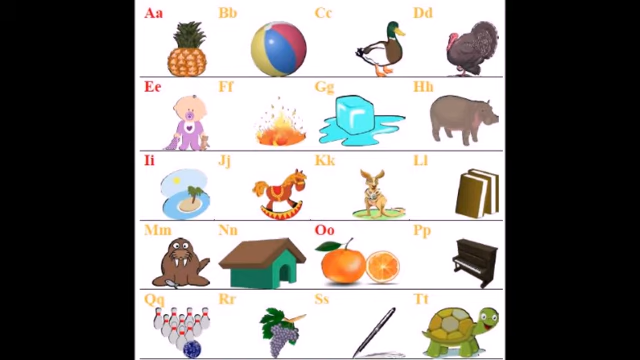 Aa Bb Cc Dd
Ee Ff Gg Hh
Ii Jj Kk Ll
Mm Nn Oo Pp
Qq Rr Ss Tt